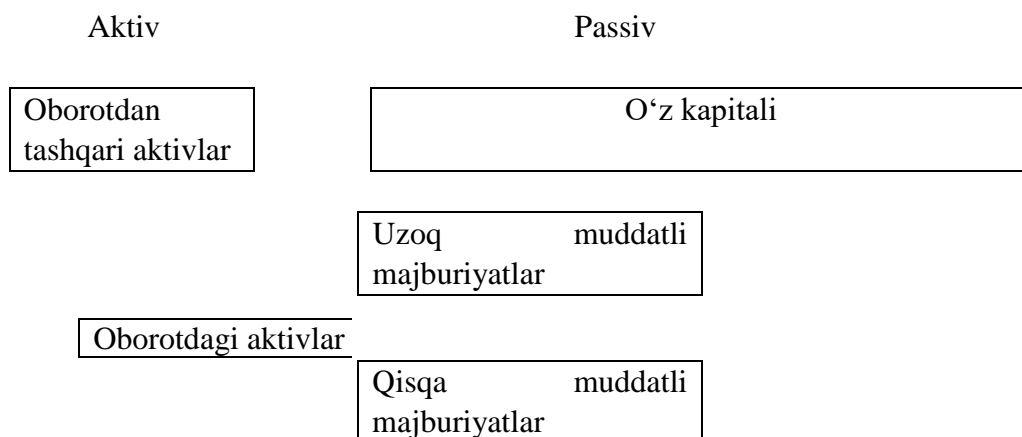 Aktiv Passiv
Oborotdan
tashqari aktivlar
O‘z kapitali
Uzoq muddatli
majburiyatlar
Oborotdagi aktivlar
Qisqa muddatli
majburiyatlar